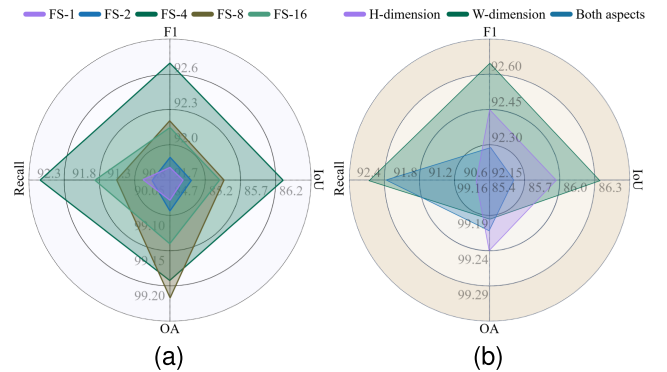 FS-1 FS-2 FS-4 FS-8 FS-16
H-dimension W-dimension Both aspects
F1
92.6
92.3
92.0
Recall
92.3 91.8 91.3
85.2 85.7 86.2
IoU
99.10
99.15
99.20
OA
F1
92.60
92.45
92.30
92.15
Recall
92.4 91.8 91.2 90.6
85.4 85.7 86.0 86.3
IoU
99.16
99.19
99.24
99.29
OA
(a)
(b)